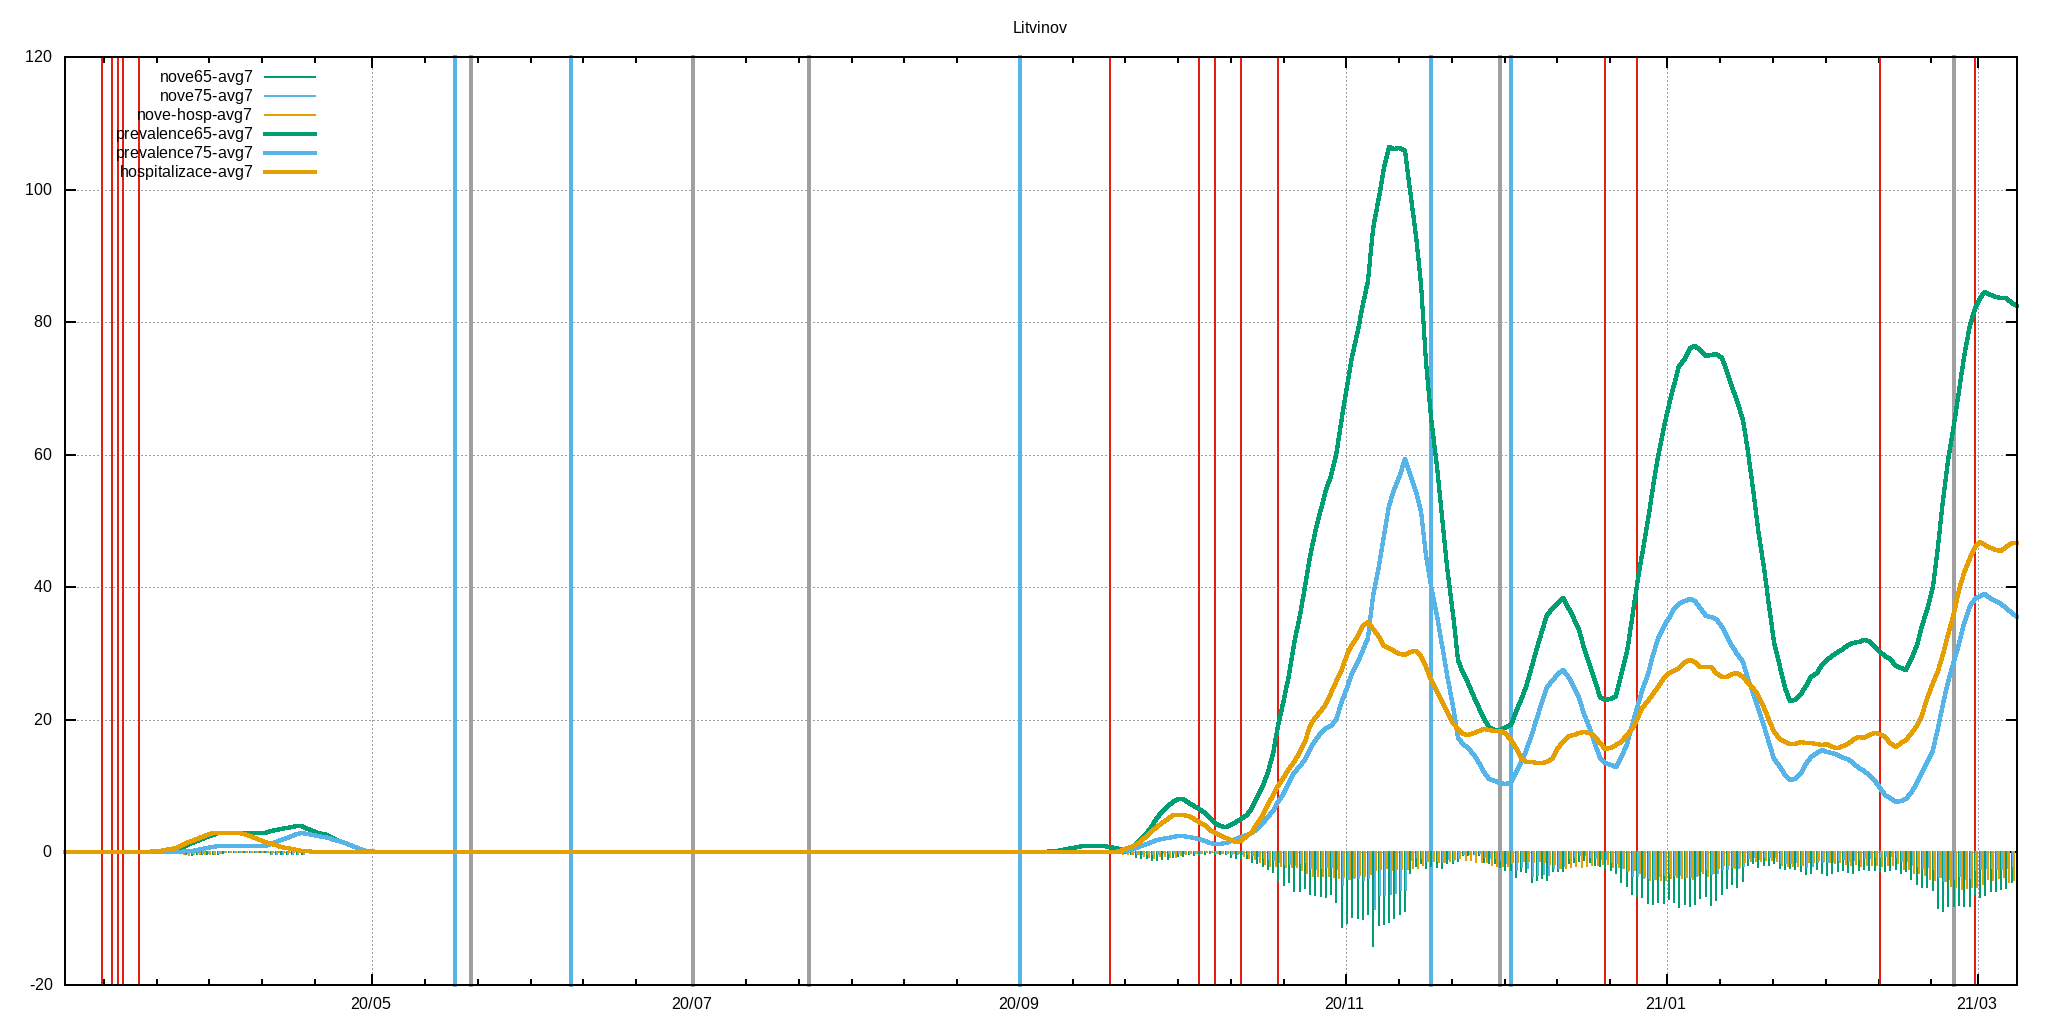 Litvinov
120
nove65-avg7
nove75-avg7
nove-hosp-avg7
prevalence65-avg7
prevalence75-avg7
hospitalizace-avg7
100
80
60
40
20
0
-20
20/05 20/07 20/09 20/11 21/01 21/03